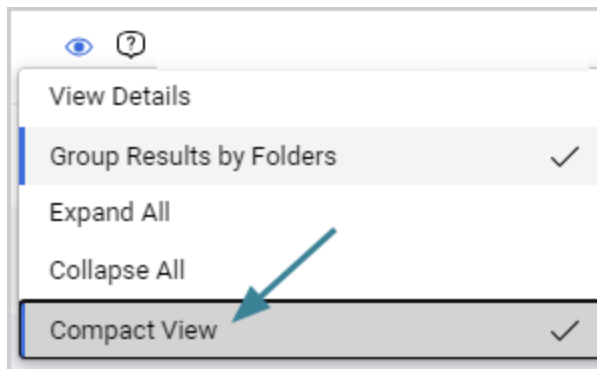 ?
View Details
Group Results by Folders
Expand All
Collapse All
Compact View